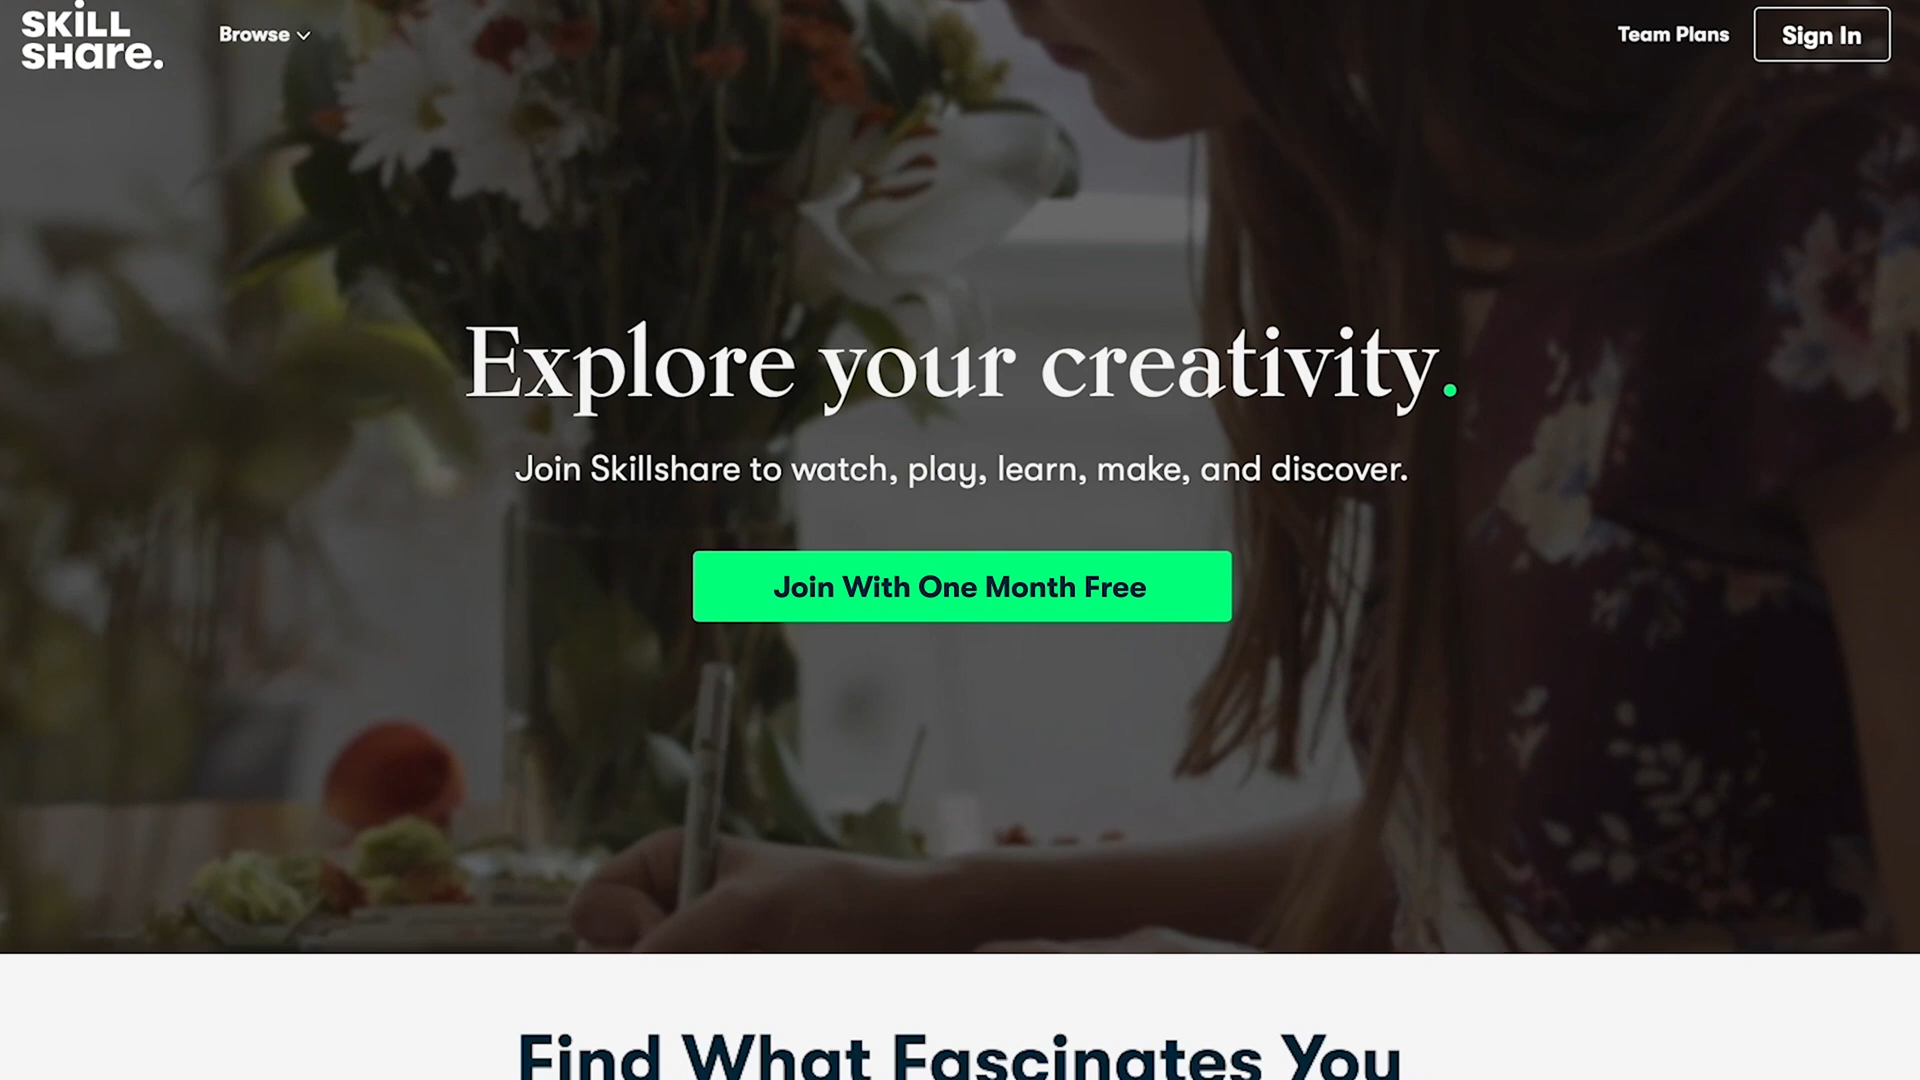 SKiLL
SHare.
Browse
Team Plans
Sign In
Explore your creativity.
Join Skillshare to watch, play, learn, make, and discover.
Join With One Month Free
Find What Fascinates You